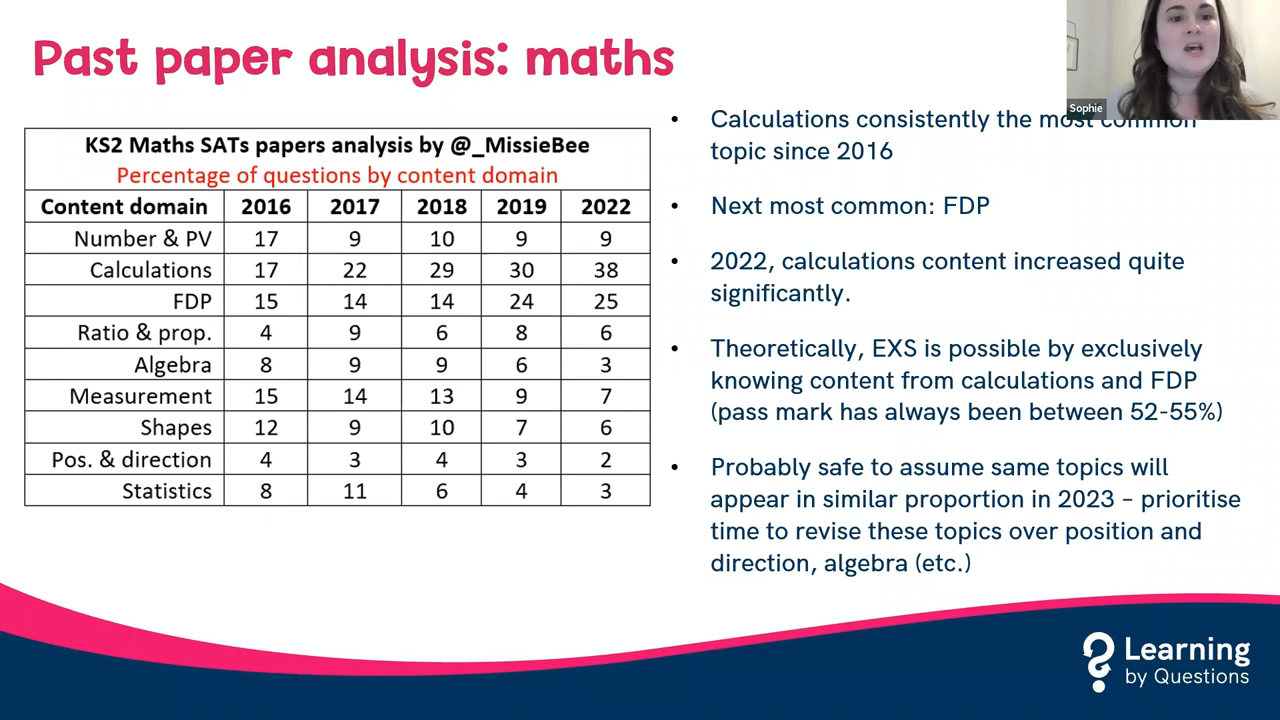 Past paper analysis: maths
Sophie
KS2 Maths SATs papers analysis by @_MissieBee
Percentage of questions by content domain
Content domain 2016 2017 2018 2019 2022
Number & PV 17 9 10 9 9
Calculations 17 22 29 30 38
FDP 15 14 14 24 25
Ratio & prop. 4 9 6 8 6
Algebra 8 9 9 6 3
Measurement 15 14 13 9 7
Shapes 12 9 10 7 6
Pos. & direction 4 3 4 3 2
Statistics 8 11 6 4 3
• Calculations consistently the most common
topic since 2016
• Next most common: FDP
• 2022, calculations content increased quite
significantly.
• Theoretically, EXS is possible by exclusively
knowing content from calculations and FDP
(pass mark has always been between 52-55%)
• Probably safe to assume same topics will
appear in similar proportion in 2023 – prioritise
time to revise these topics over position and
direction, algebra (etc.)
Learning
by Questions